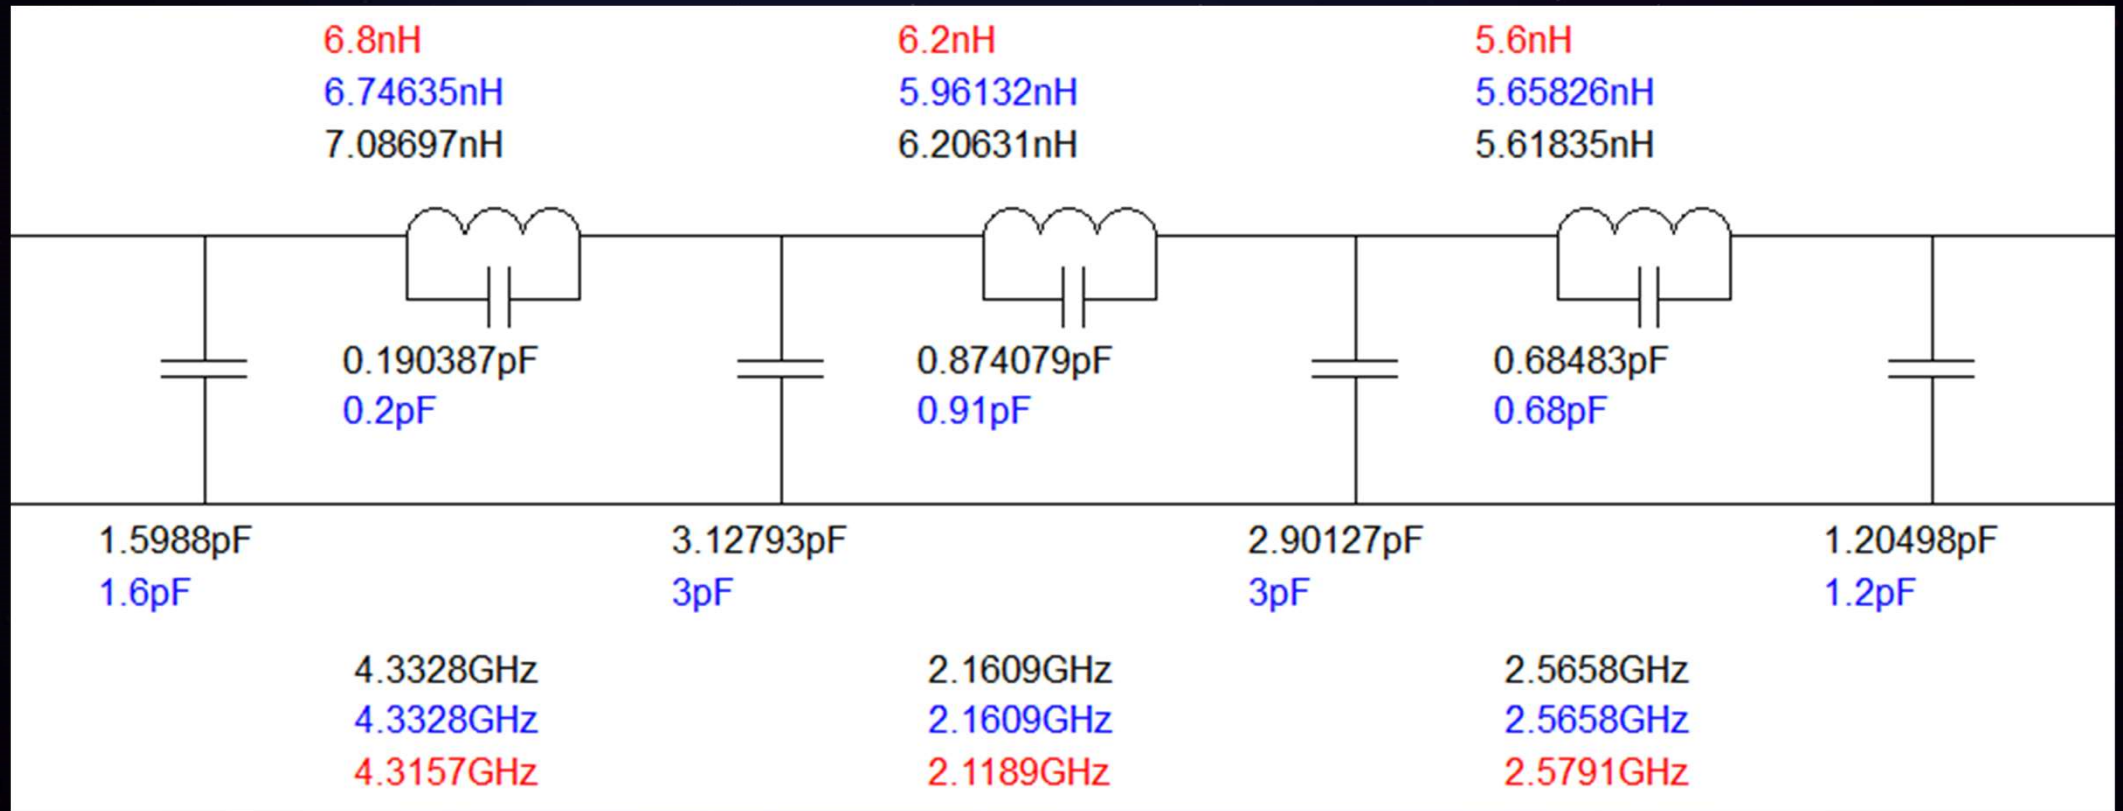 6.8nH
6.74635nH
7.08697nH
6.2nH
5.96132nH
6.20631nH
5.6nH
5.65826nH
5.61835nH
0.190387pF
0.2pF
0.874079pF
0.91pF
0.68483pF
0.68pF
1.5988pF
1.6pF
3.12793pF
3pF
2.90127pF
3pF
1.20498pF
1.2pF
4.3328GHz
4.3328GHz
4.3157GHz
2.1609GHz
2.1609GHz
2.1189GHz
2.5658GHz
2.5658GHz
2.5791GHz